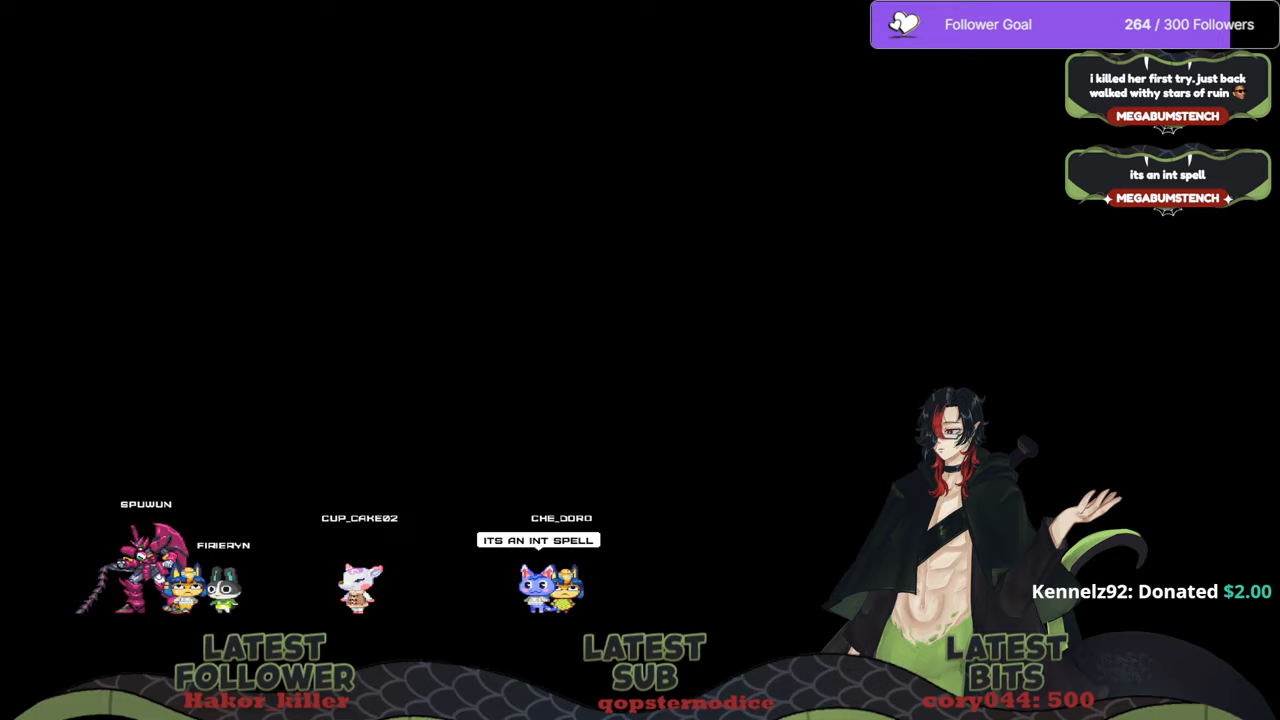 Follower Goal 264 / 300 Followers
i killed her first try. just back
walked withy stars of ruin
MEGABUMSTENCH
its an int spell
MEGABUMSTENCH
SPUWUN
FIRIERYN
CUP_CAKE02
CHE_DORO
ITS AN INT SPELL
Kennelz92: Donated $2.00
LATEST
FOLLOWER
Hakor_killer
LATEST
SUB
qopsternodice
LATEST
BITS
cory044: 500